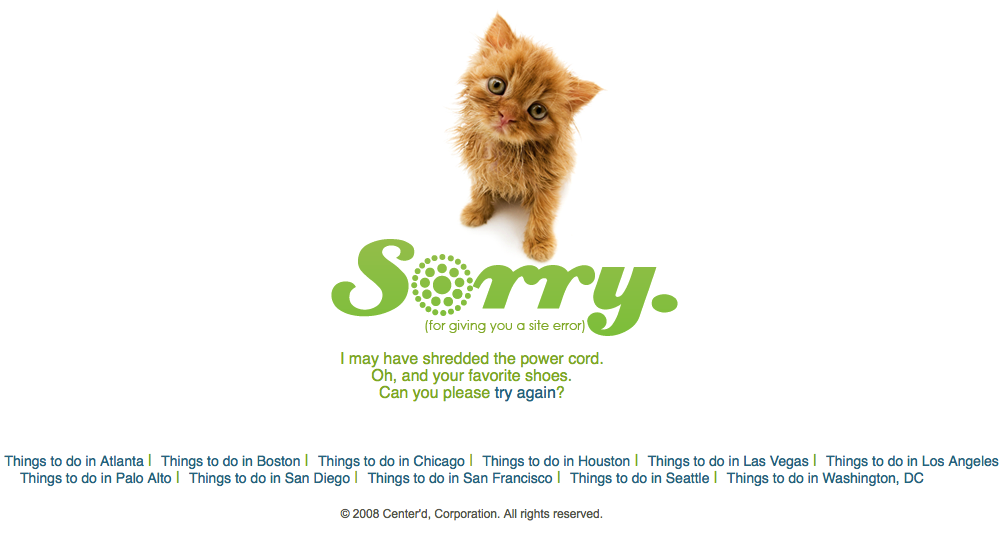 Sorry.
(for giving you a site error)
I may have shredded the power cord.
Oh, and your favorite shoes.
Can you please try again?
Things to do in Atlanta | Things to do in Boston | Things to do in Chicago | Things to do in Houston | Things to do in Las Vegas | Things to do in Los Angeles
Things to do in Palo Alto | Things to do in San Diego | Things to do in San Francisco | Things to do in Seattle | Things to do in Washington, DC
© 2008 Center'd, Corporation. All rights reserved.